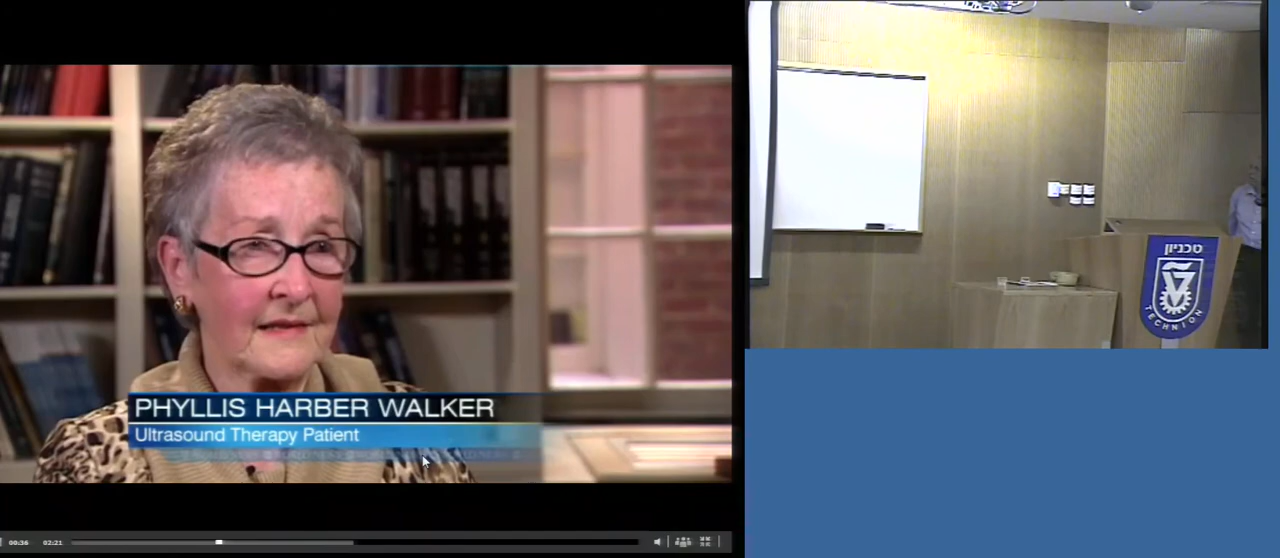 PHYLLIS HARBER WALKER
Ultrasound Therapy Patient
00:36
02:21
טכניון
TECHNION